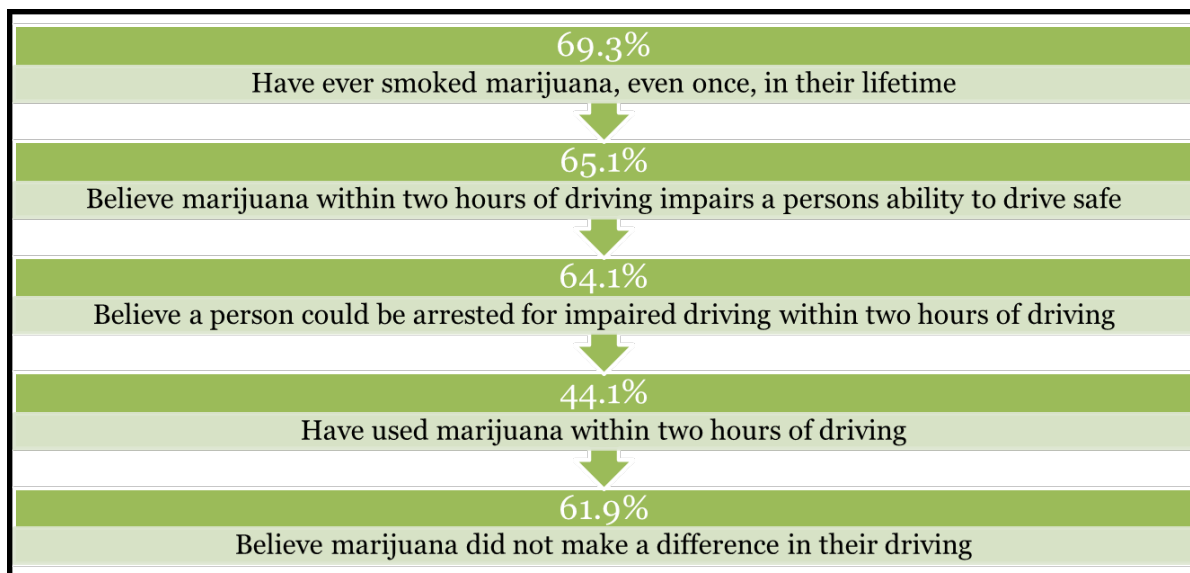 69.3%
Have ever smoked marijuana, even once, in their lifetime
65.1%
Believe marijuana within two hours of driving impairs a persons ability to drive safe
64.1%
Believe a person could be arrested for impaired driving within two hours of driving
44.1%
Have used marijuana within two hours of driving
61.9%
Believe marijuana did not make a difference in their driving